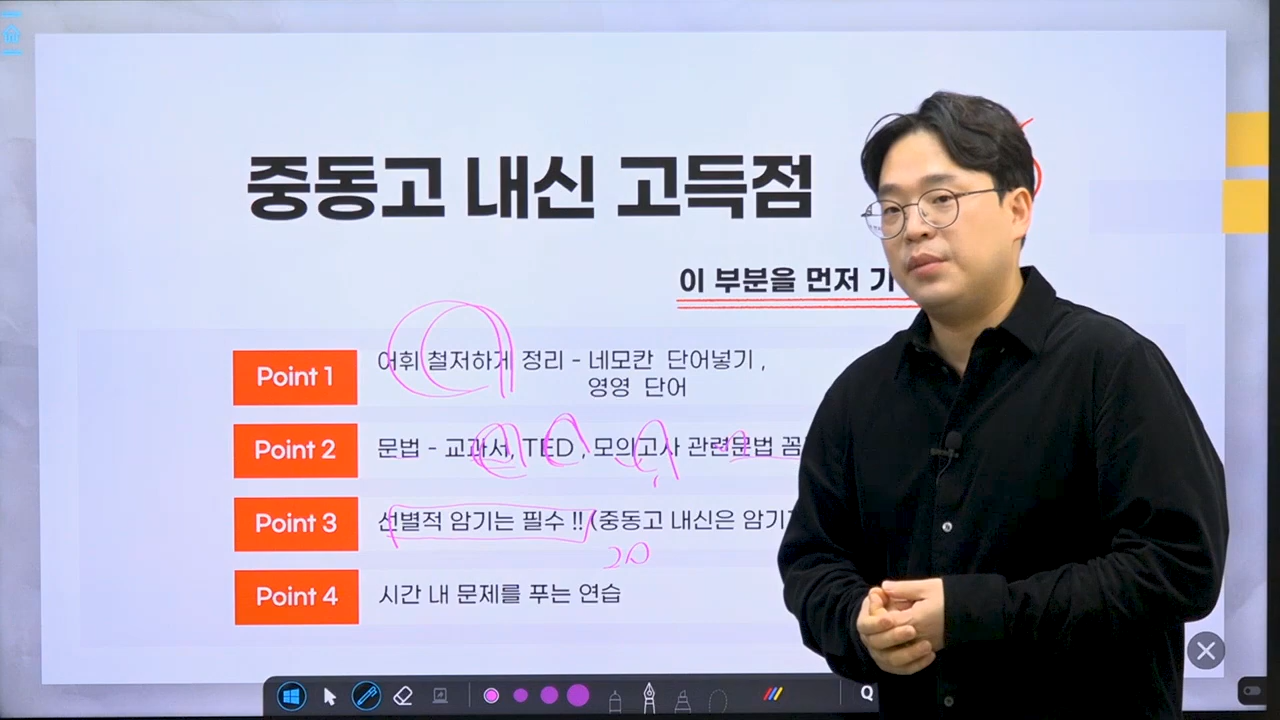 중동고 내신 고득점
이 부분을 먼저
Point 1
어휘 철저하게 정리 - 네모칸 단어넣기 ,
영영 단어
Point 2
문법 - 교과서, TED , 모의고사 관련문법
Point 3
선별적 암기는 필수 !! (중동고 내신은
20
Point 4
시간 내 문제를 푸는 연습